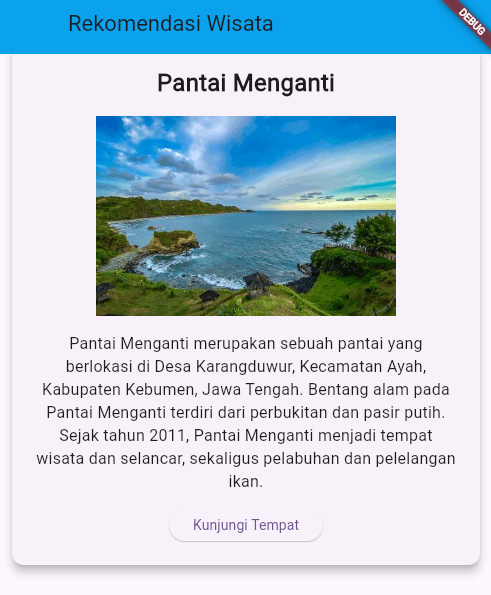 Rekomendasi Wisata
DEBUG
Pantai Menganti
Pantai Menganti merupakan sebuah pantai yang
berlokasi di Desa Karangduwur, Kecamatan Ayah,
Kabupaten Kebumen, Jawa Tengah. Bentang alam pada
Pantai Menganti terdiri dari perbukitan dan pasir putih.
Sejak tahun 2011, Pantai Menganti menjadi tempat
wisata dan selancar, sekaligus pelabuhan dan pelelangan
ikan.
Kunjungi Tempat